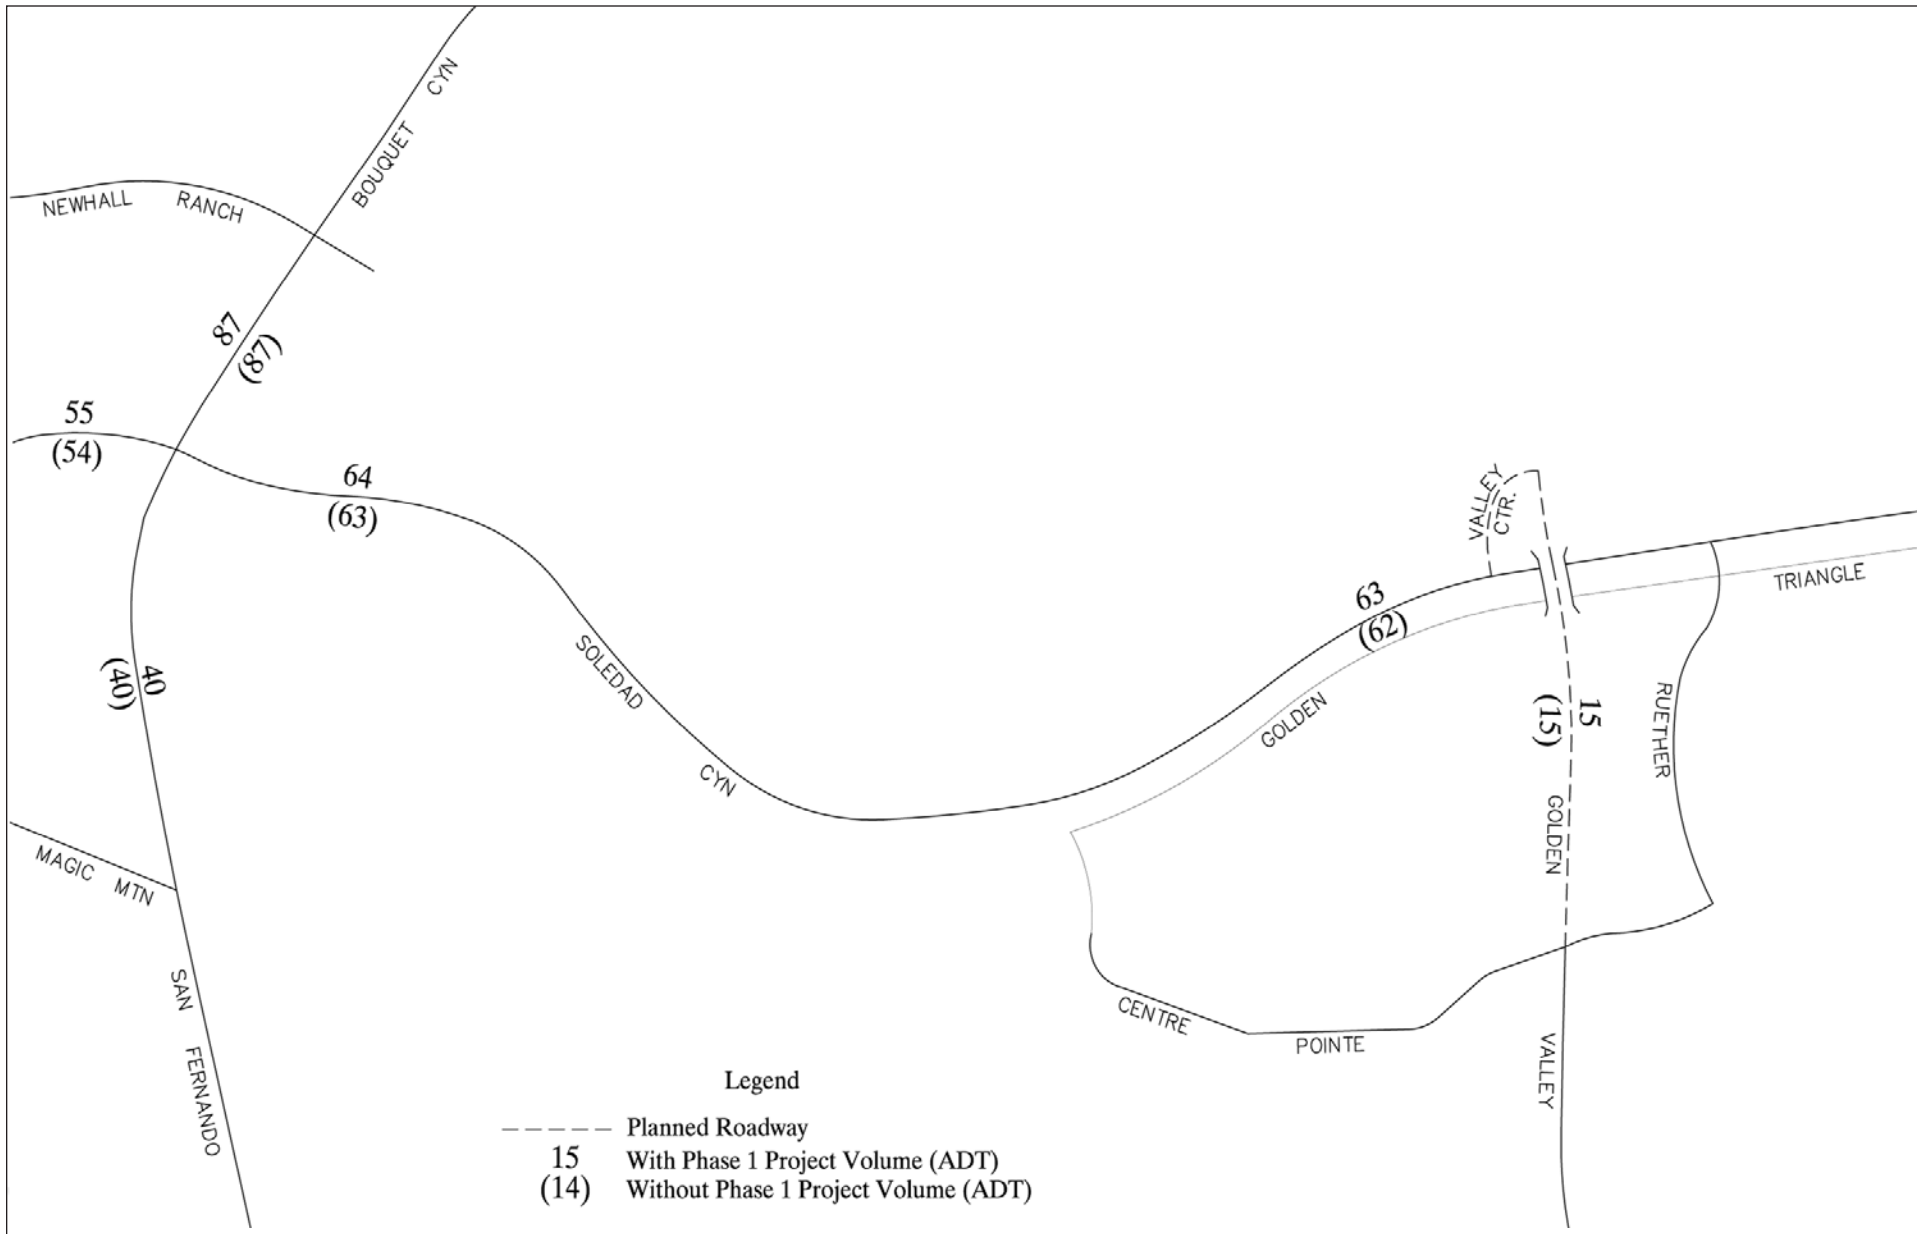 BOUQUET CYN
NEWHALL RANCH
87
(87)
55
(54)
64
(63)
VALLEY
CTR.
63
(62)
TRIANGLE
SOLEDAD CYN
GOLDEN
40
(40)
15
(15)
RUETHER
GOLDEN VALLEY
MAGIC MTN
SAN FERNANDO
CENTRE POINTE
Legend
Planned Roadway
15 With Phase 1 Project Volume (ADT)
(14) Without Phase 1 Project Volume (ADT)